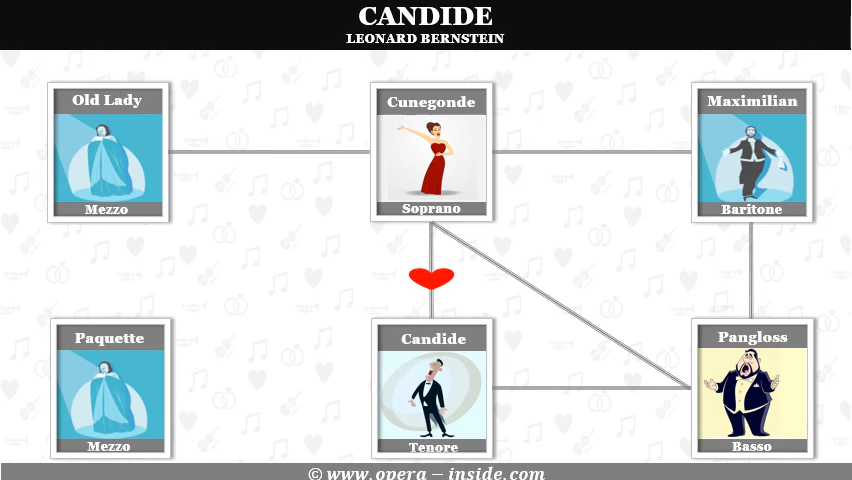 CANDIDE
LEONARD BERNSTEIN
Old Lady
Mezzo
Cunegonde
Soprano
Maximilian
Baritone
Paquette
Mezzo
Candide
Tenore
Pangloss
Basso
© www.opera – inside.com